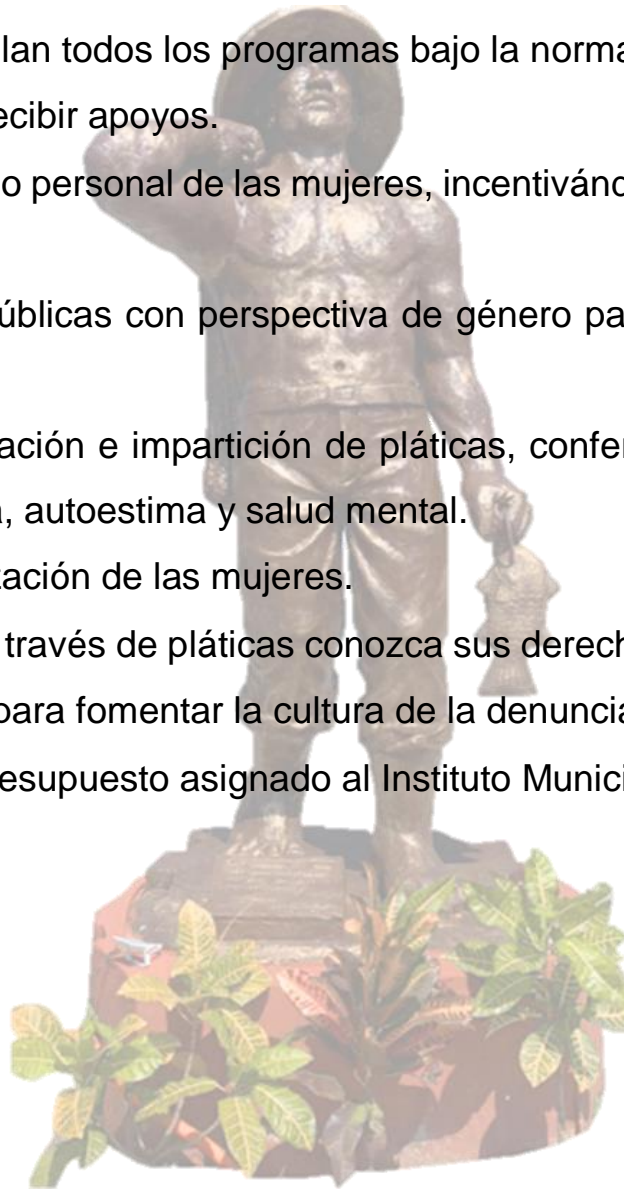 lan todos los programas bajo la norma
ecibir apoyos.
o personal de las mujeres, incentivánd
úblicas con perspectiva de género pa
ación e impartición de pláticas, confer
, autoestima y salud mental.
zación de las mujeres.
través de pláticas conozca sus derech
para fomentar la cultura de la denuncia
esupuesto asignado al Instituto Munici